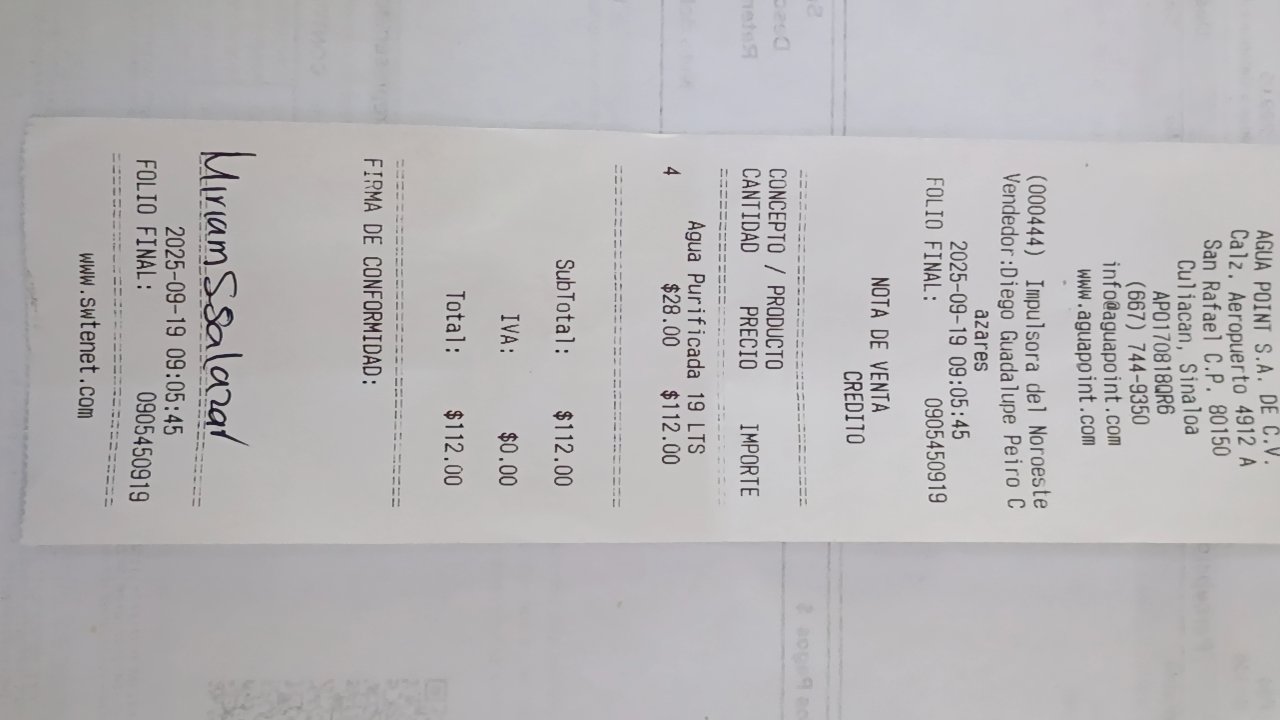 AGUA POINT S.A. DE C.V.
Calz. Aeropuerto 4912 A
San Rafael C.P. 80150
Culiacan, Sinaloa
APO170818QR6
(667) 744-9350
info@aguapoint.com
www.aguapoint.com
(000444) Impulsora del Noroeste
Vendedor:Diego Guadalupe Peiro C
azares
2025-09-19 09:05:45
FOLIO FINAL: 0905450919
NOTA DE VENTA
CREDITO
CONCEPTO / PRODUCTO
CANTIDAD PRECIO IMPORTE
Agua Purificada 19 LTS
4 $28.00 $112.00
SubTotal: $112.00
IVA: $0.00
Total: $112.00
FIRMA DE CONFORMIDAD:
Miriam S Salazar
2025-09-19 09:05:45
FOLIO FINAL: 0905450919
www.swtenet.com